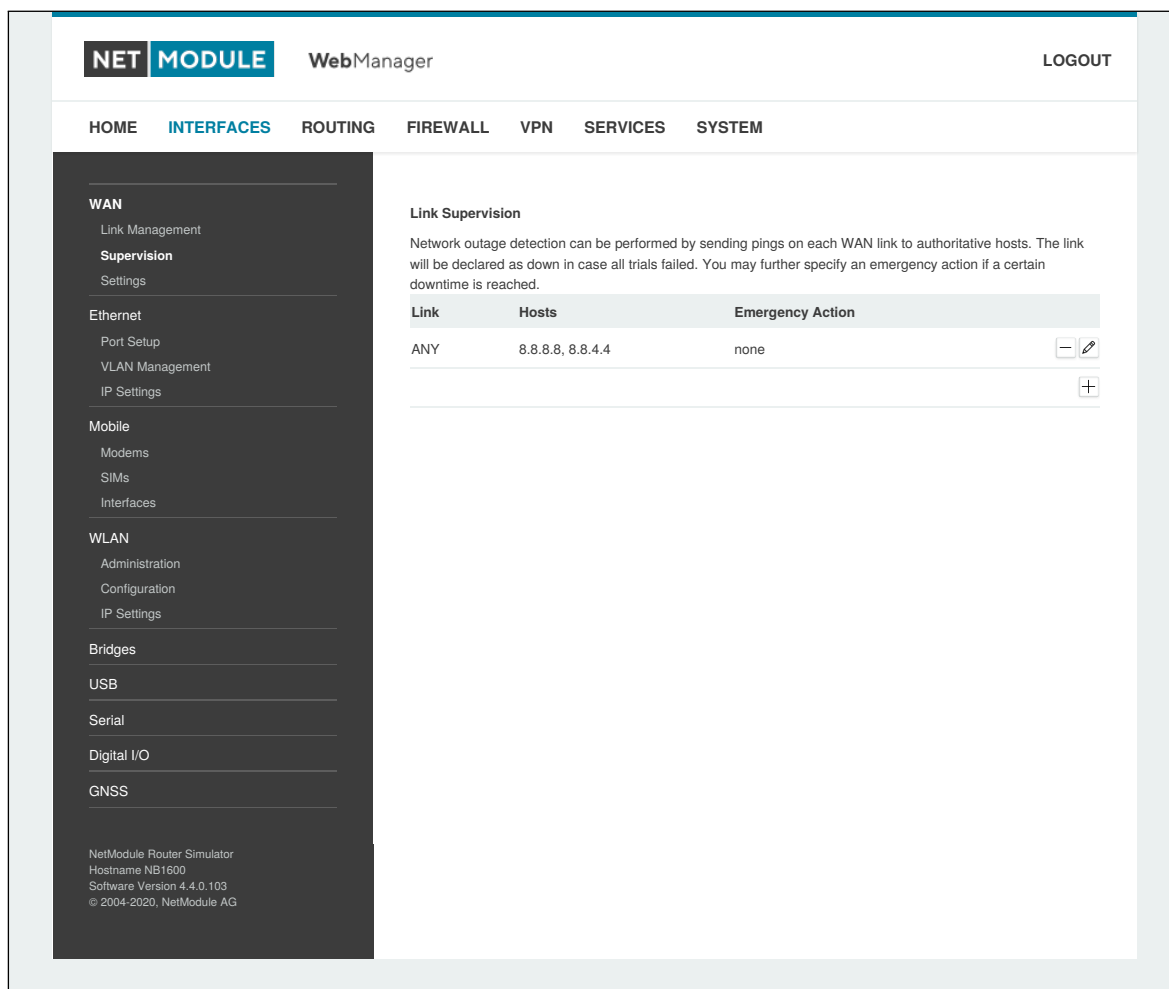 NET MODULE WebManager LOGOUT
HOME INTERFACES ROUTING FIREWALL VPN SERVICES SYSTEM
WAN
Link Management
Supervision
Settings
Ethernet
Port Setup
VLAN Management
IP Settings
Mobile
Modems
SIMs
Interfaces
WLAN
Administration
Configuration
IP Settings
Bridges
USB
Serial
Digital I/O
GNSS
NetModule Router Simulator
Hostname NB1600
Software Version 4.4.0.103
© 2004-2020, NetModule AG
Link Supervision
Network outage detection can be performed by sending pings on each WAN link to authoritative hosts. The link
will be declared as down in case all trials failed. You may further specify an emergency action if a certain
downtime is reached.
Link Hosts Emergency Action
ANY 8.8.8.8, 8.8.4.4 none